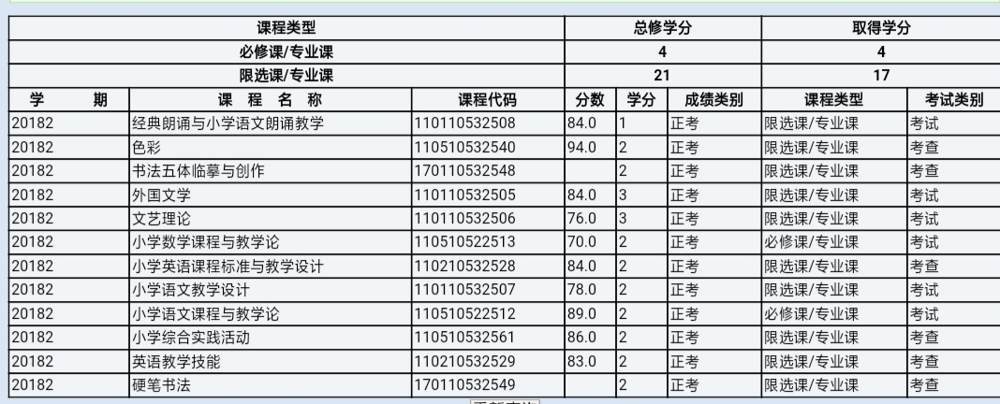 课程类型 总修学分 取得学分
必修课/专业课 4 4
限选课/专业课 21 17
学 期 课 程 名 称 课程代码 分数 学分 成绩类别 课程类型 考试类别
20182 经典朗诵与小学语文朗诵教学 110110532508 84.0 1 正考 限选课/专业课 考试
20182 色彩 110510532540 94.0 2 正考 限选课/专业课 考查
20182 书法五体临摹与创作 170110532548 2 正考 限选课/专业课 考查
20182 外国文学 110110532505 84.0 3 正考 限选课/专业课 考试
20182 文艺理论 110110532506 76.0 3 正考 限选课/专业课 考试
20182 小学数学课程与教学论 110510522513 70.0 2 正考 必修课/专业课 考试
20182 小学英语课程标准与教学设计 110210532528 84.0 2 正考 限选课/专业课 考查
20182 小学语文教学设计 110110532507 78.0 2 正考 限选课/专业课 考试
20182 小学语文课程与教学论 110510522512 89.0 2 正考 必修课/专业课 考查
20182 小学综合实践活动 110510532561 86.0 2 正考 限选课/专业课 考查
20182 英语教学技能 110210532529 83.0 2 正考 限选课/专业课 考查
20182 硬笔书法 170110532549 2 正考 限选课/专业课 考查